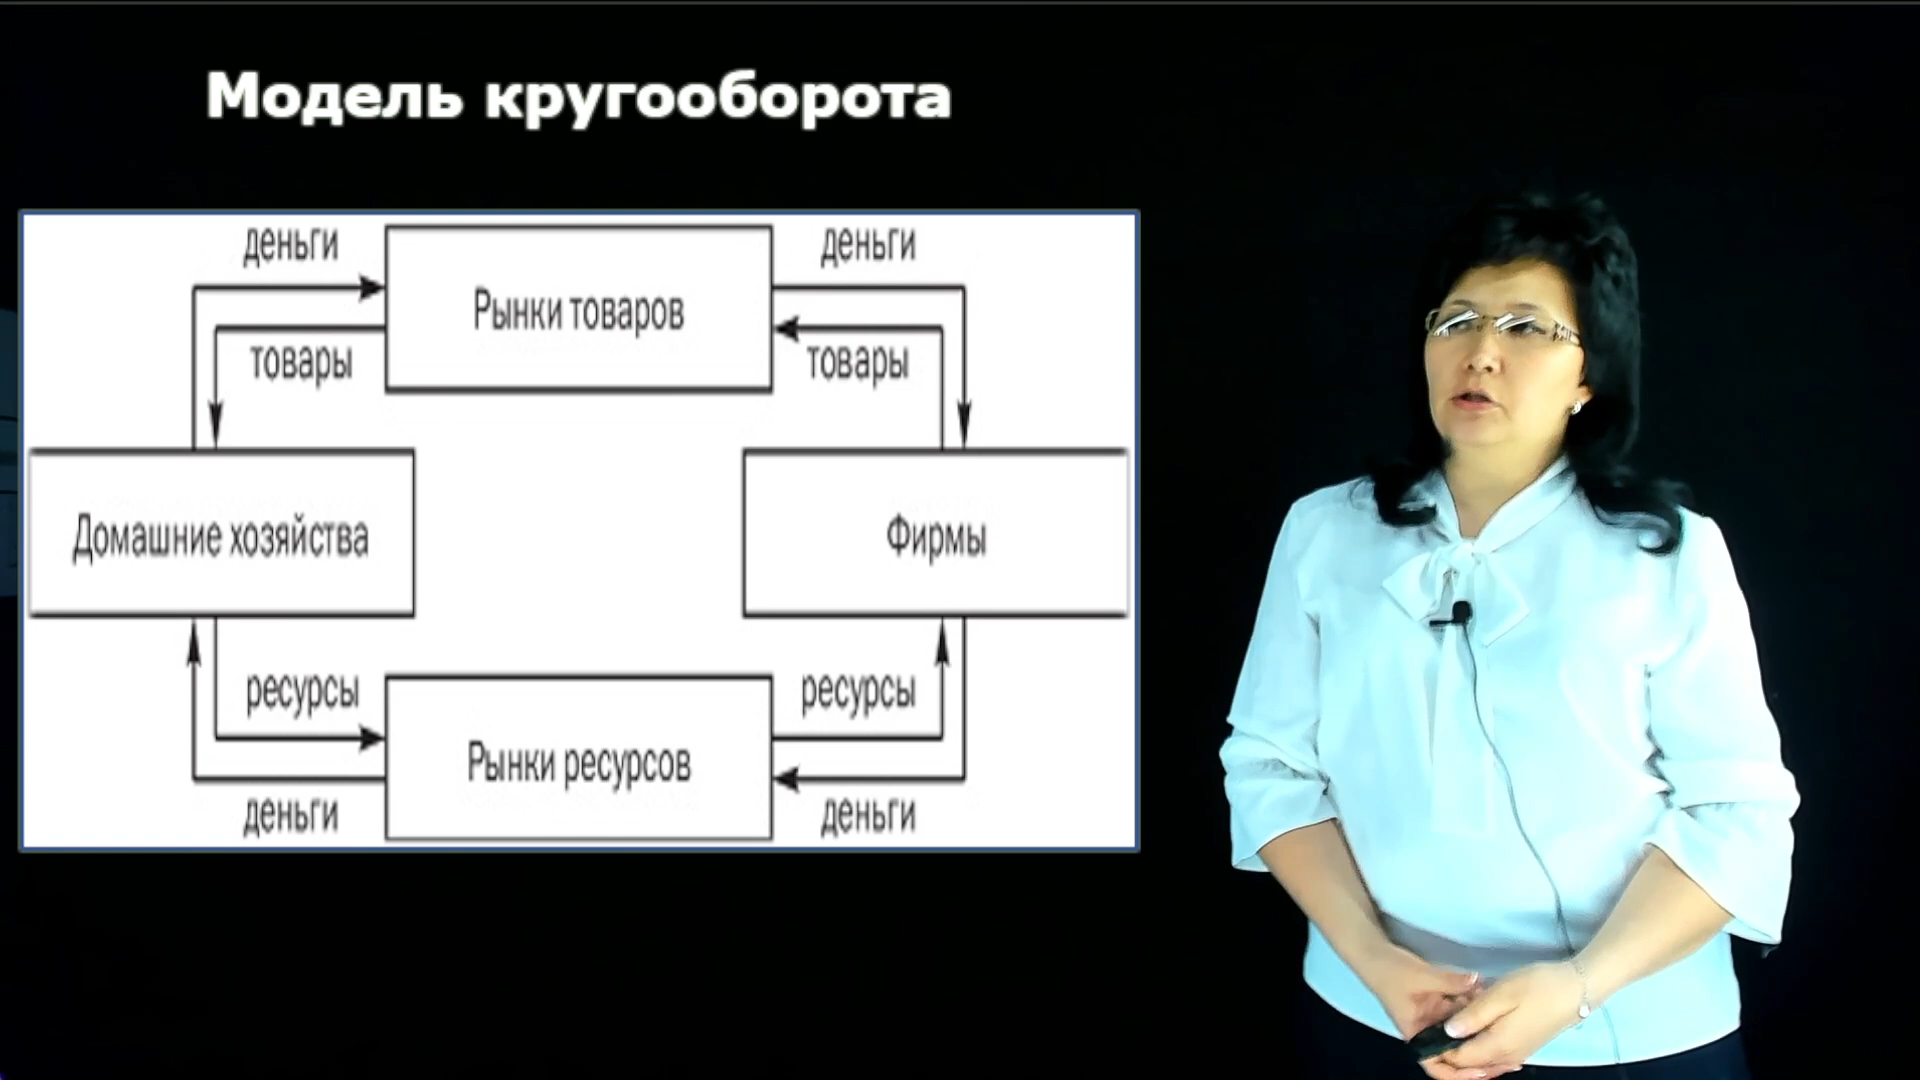 Модель кругооборота
деньги
деньги
Рынки товаров
товары
товары
Домашние хозяйства
Фирмы
ресурсы
ресурсы
Рынки ресурсов
деньги
деньги